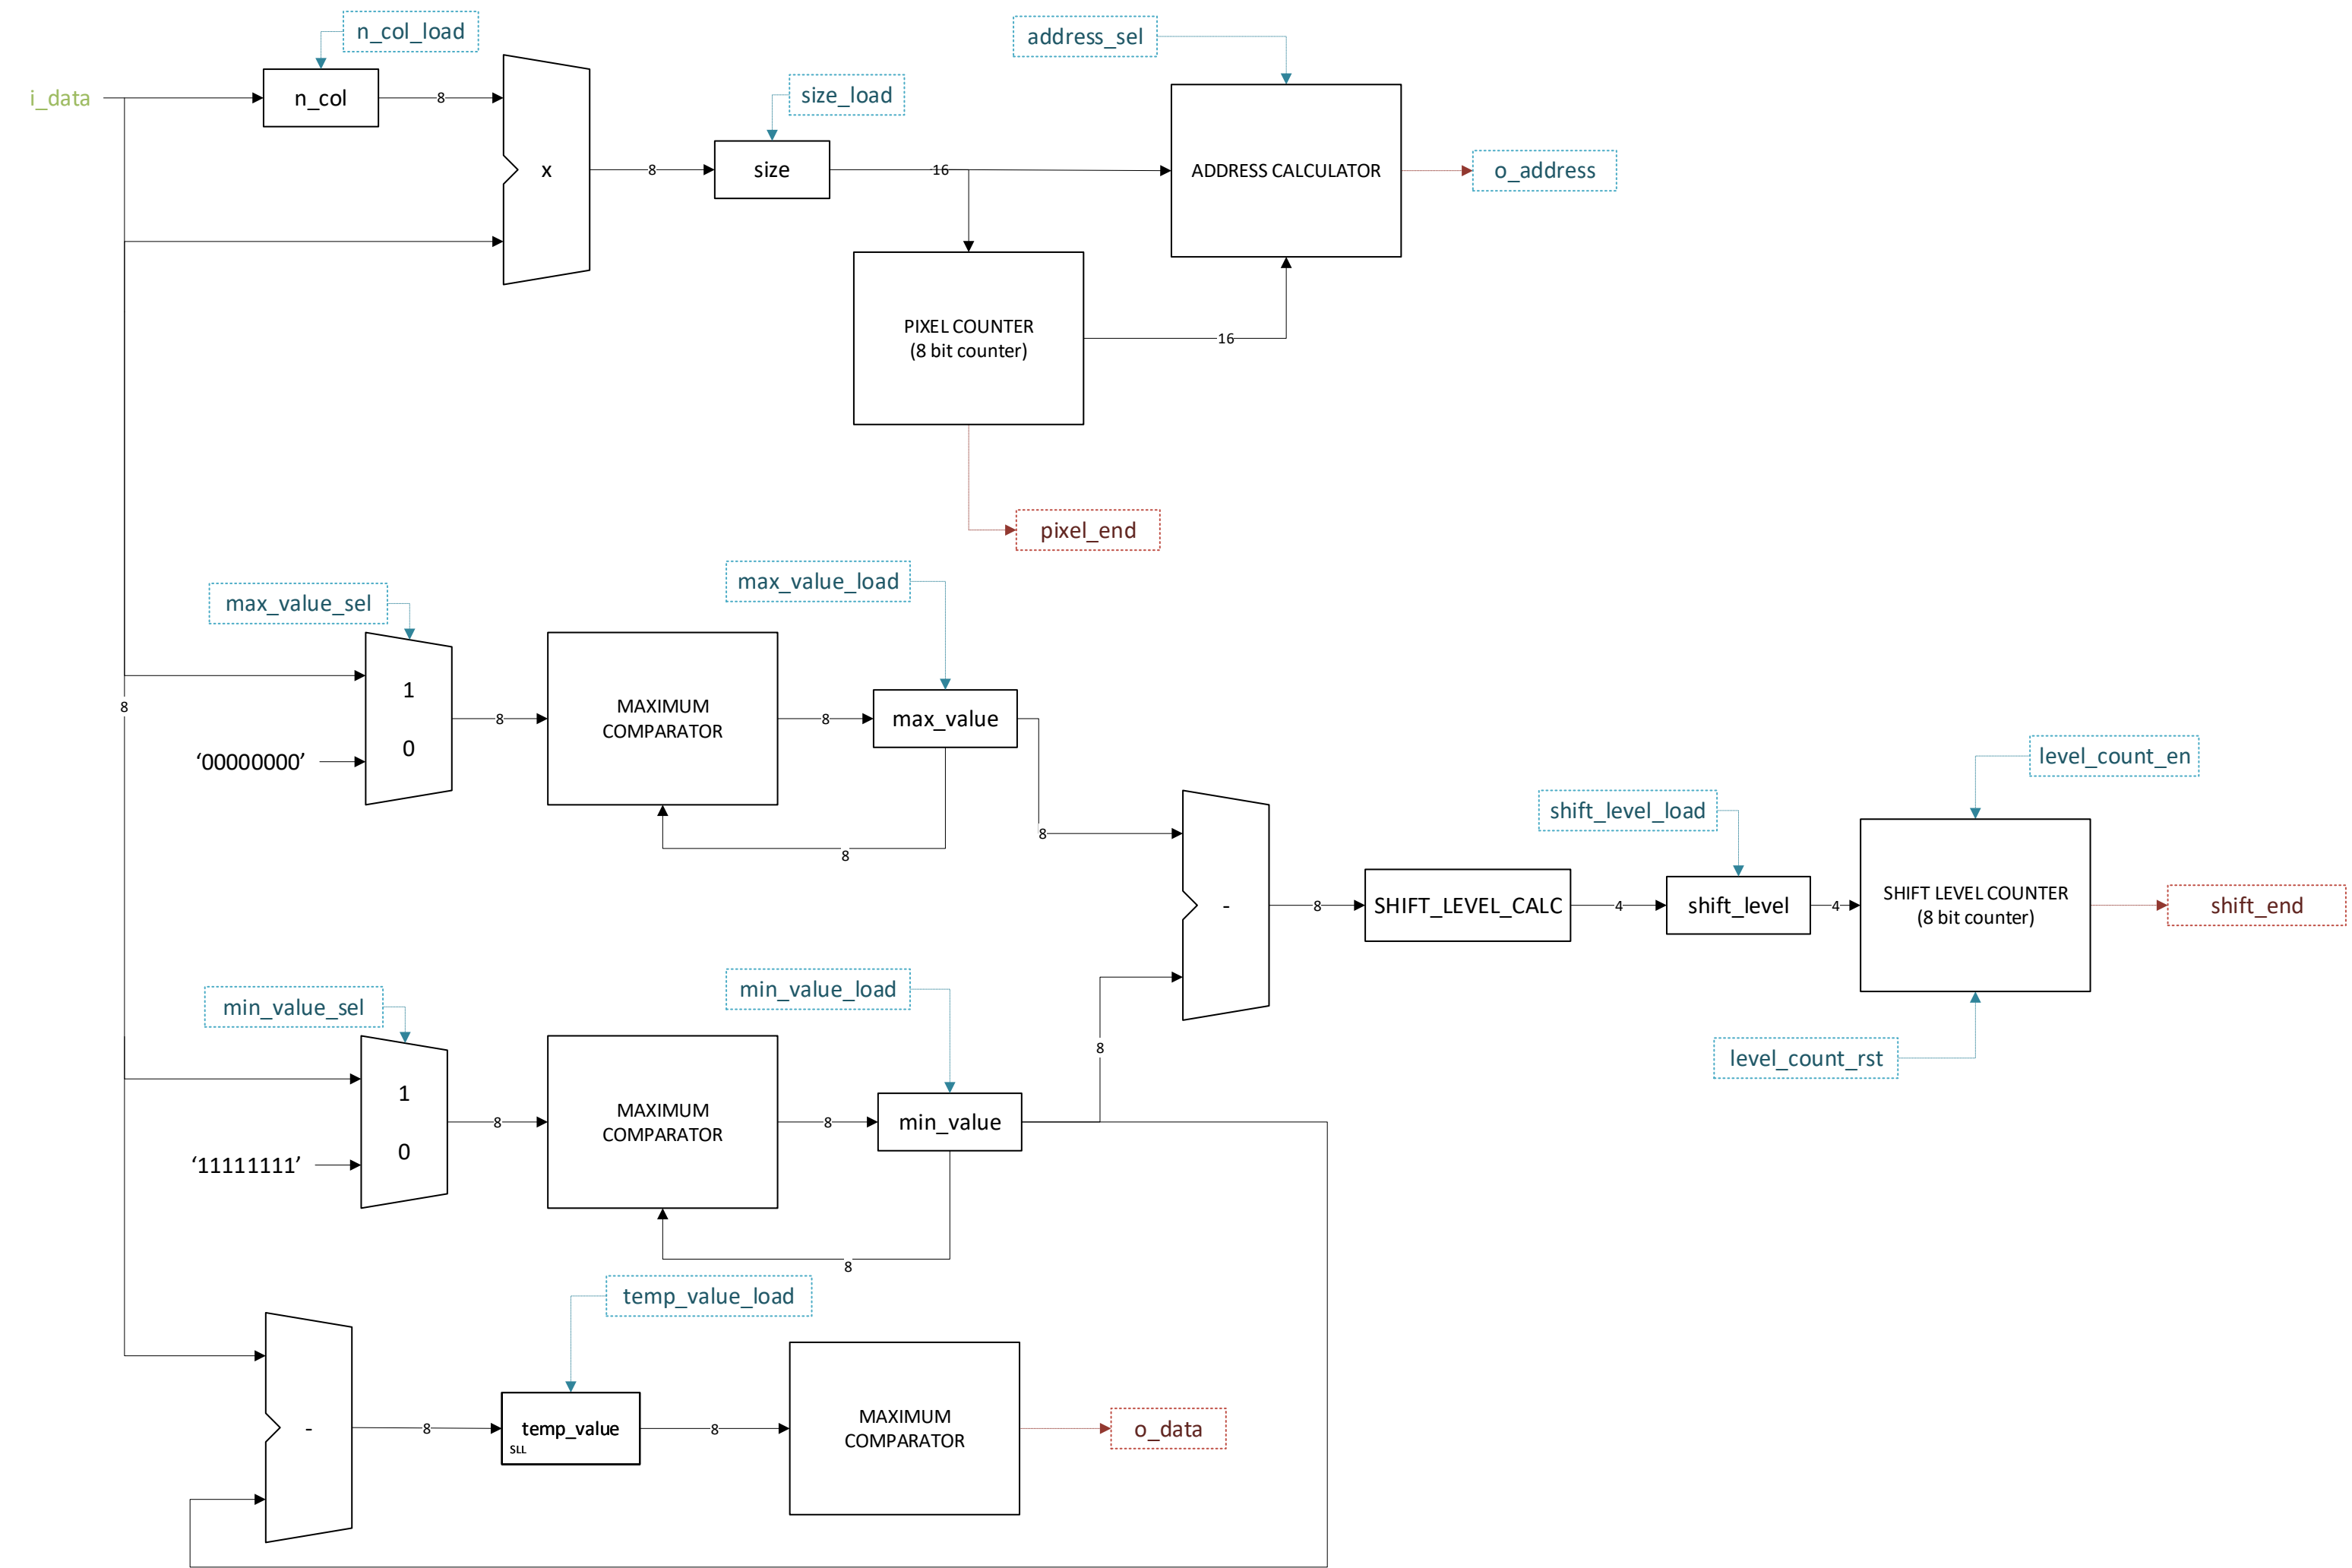 n_col_load
address_sel
i_data
n_col
8
x
8
size_load
size
16
ADDRESS CALCULATOR
o_address
PIXEL COUNTER
(8 bit counter)
16
pixel_end
8
max_value_sel
1
0
‘00000000’
8
MAXIMUM
COMPARATOR
8
max_value_load
max_value
8
8
min_value_sel
1
0
‘11111111’
8
MAXIMUM
COMPARATOR
8
min_value_load
min_value
8
8
-
8
SHIFT_LEVEL_CALC
4
shift_level_load
shift_level
4
level_count_en
SHIFT LEVEL COUNTER
(8 bit counter)
level_count_rst
shift_end
-
8
temp_value_load
temp_value
SLL
8
MAXIMUM
COMPARATOR
o_data